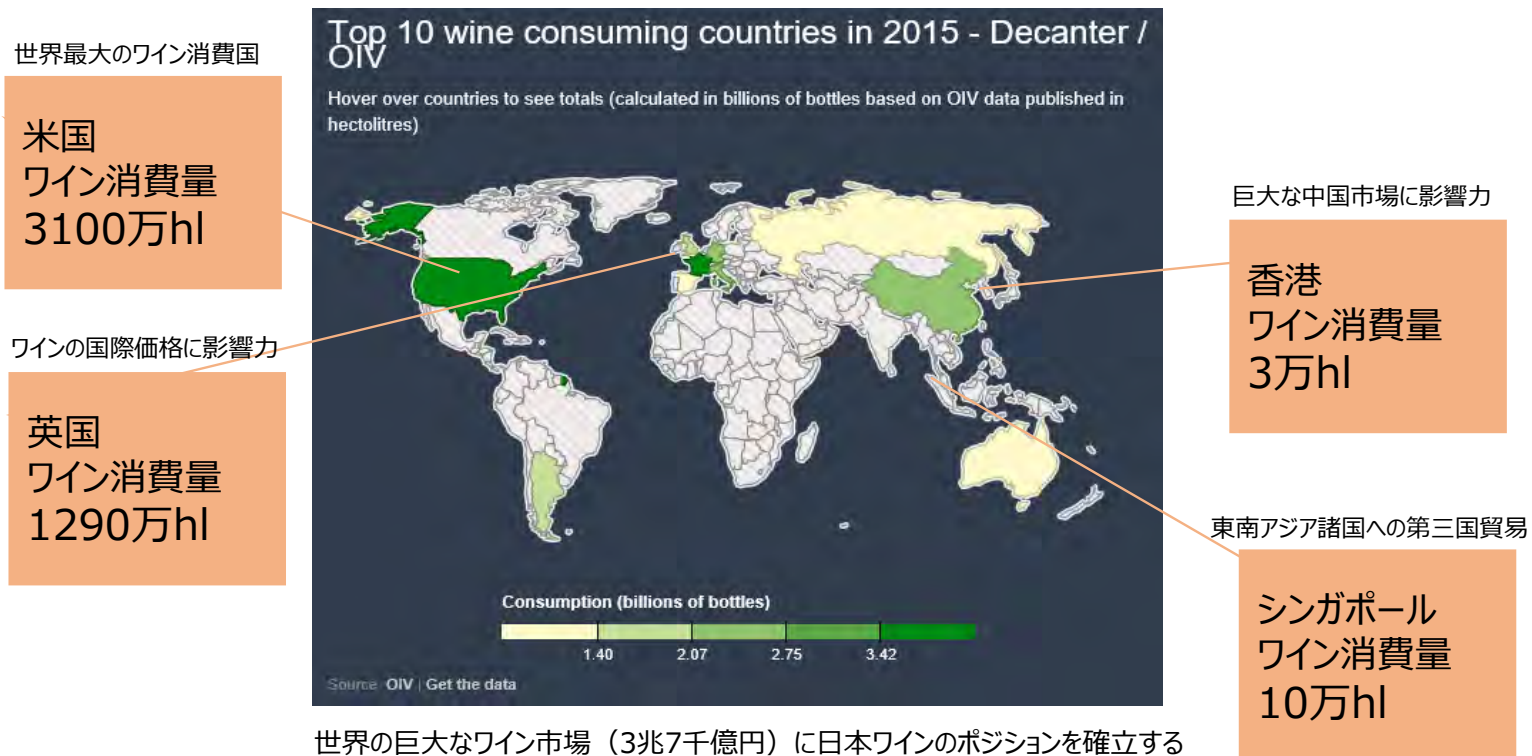 世界最大のワイン消費国
米国
ワイン消費量
3100万hl
ワインの国際価格に影響力
英国
ワイン消費量
1290万hl
Top 10 wine consuming countries in 2015 - Decanter /
OIV
Hover over countries to see totals (calculated in billions of bottles based on OIV data published in
hectolitres)
Consumption (billions of bottles)
1.40 2.07 2.75 3.42
Source: OIV | Get the data
巨大な中国市場に影響力
香港
ワイン消費量
3万hl
東南アジア諸国への第三国貿易
シンガポール
ワイン消費量
10万hl
世界の巨大なワイン市場（3兆7千億円）に日本ワインのポジションを確立する